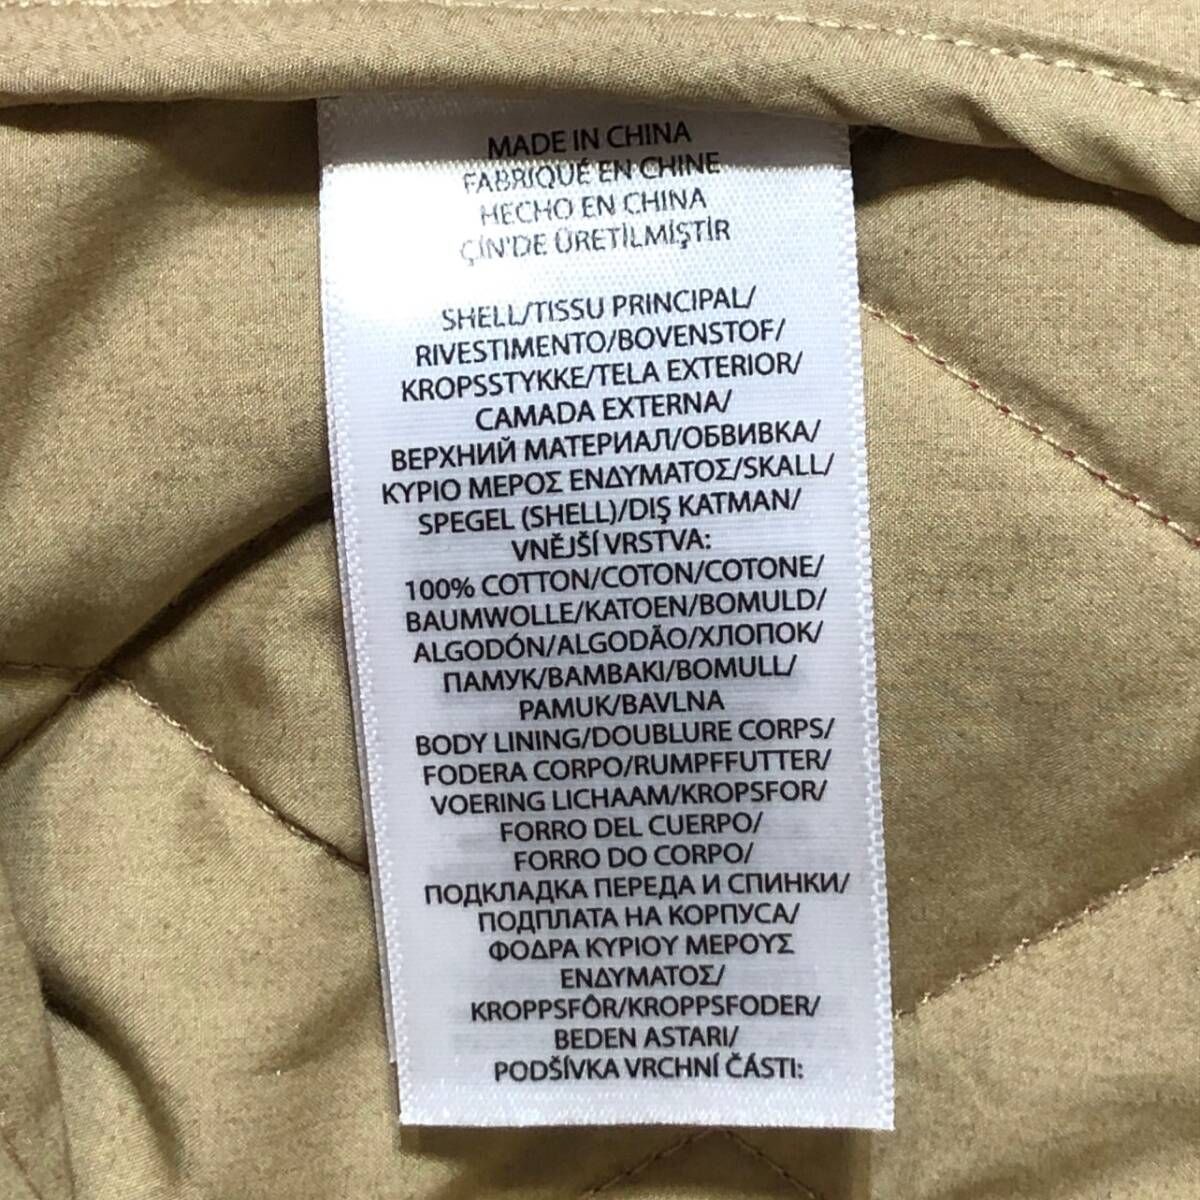 MADE IN CHINA
FABRIQUÉ EN CHINE
HECHO EN CHINA
ÇİN'DE ÜRETİLMİŞTİR
SHELL/TISSU PRINCIPAL/
RIVESTIMENTO/BOVENSTOF/
KROPSSTYKKE/TELA EXTERIOR/
CAMADA EXTERNA/
ВЕРХНИЙ МАТЕРИАЛ/ОБВИВКА/
ΚΥΡΙΟ ΜΕΡΟΣ ΕΝΔΥΜΑΤΟΣ/SKALL/
SPEGEL (SHELL)/DIŞ KATMAN/
VNĚJŠÍ VRSTVA:
100% COTTON/COTON/COTONE/
BAUMWOLLE/KATOEN/BOMULD/
ALGODÓN/ALGODÃO/ХЛОПОК/
ПАМУК/ΒΑΜΒΑΚΙ/BOMULL/
PAMUK/BAVLNA
BODY LINING/DOUBLURE CORPS/
FODERA CORPO/RUMPFFUTTER/
VOERING LICHAAM/KROPSFOR/
FORRO DEL CUERPO/
FORRO DO CORPO/
ПОДКЛАДКА ПЕРЕДА И СПИНКИ/
ПОДПЛАТА НА КОРПУСА/
ΦΟΔΡΑ ΚΥΡΙΟΥ ΜΕΡΟΥΣ
ΕΝΔΥΜΑΤΟΣ/
KROPPSFÔR/KROPPSFODER/
BEDEN ASTARI/
PODŠÍVKA VRCHNÍ ČÁSTI: